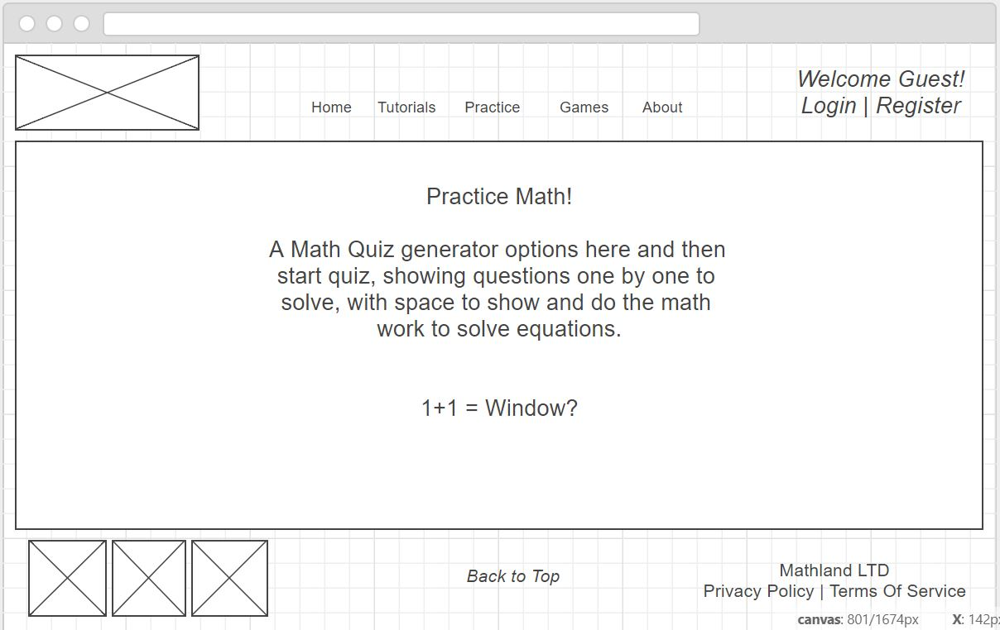 Home Tutorials Practice Games About
Welcome Guest!
Login | Register
Practice Math!
A Math Quiz generator options here and then
start quiz, showing questions one by one to
solve, with space to show and do the math
work to solve equations.
1+1 = Window?
Back to Top
Mathland LTD
Privacy Policy | Terms Of Service
canvas: 801/1674px X: 142px